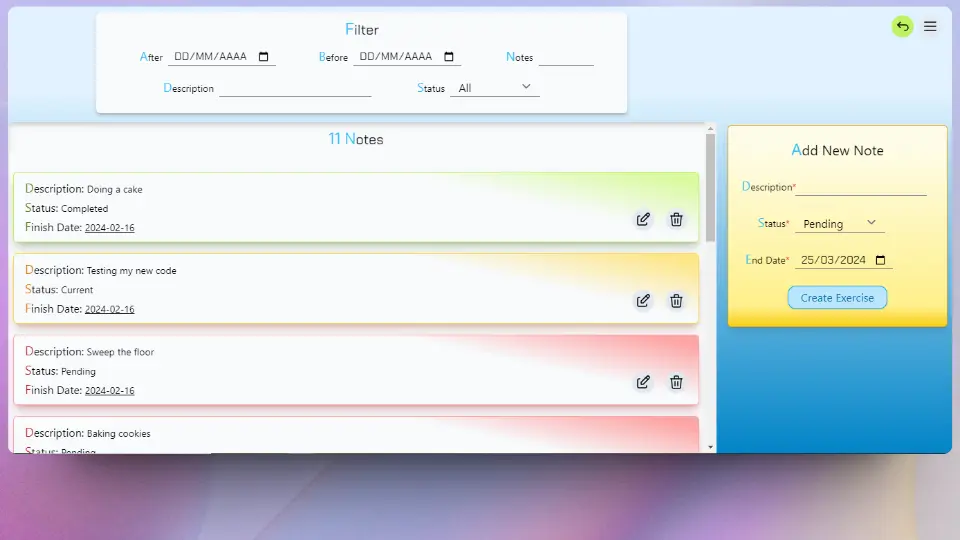 Filter
After DD/MM/AAAA Before DD/MM/AAAA Notes
Description Status All
11 Notes
Description: Doing a cake
Status: Completed
Finish Date: 2024-02-16
Description: Testing my new code
Status: Current
Finish Date: 2024-02-16
Description: Sweep the floor
Status: Pending
Finish Date: 2024-02-16
Description: Baking cookies
Status: Pending
Add New Note
Description*
Status* Pending
End Date* 25/03/2024
Create Exercise